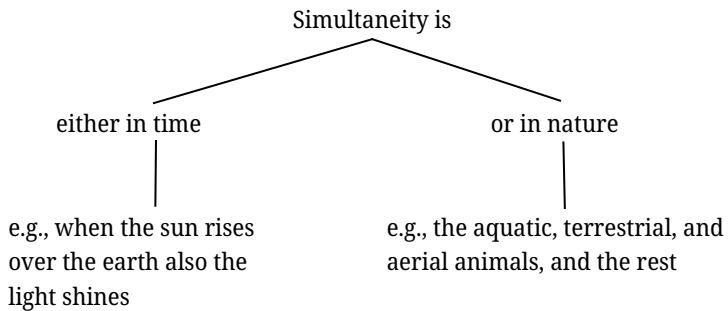 Simultaneity is
either in time
or in nature
e.g., when the sun rises
over the earth also the
light shines
e.g., the aquatic, terrestrial, and
aerial animals, and the rest